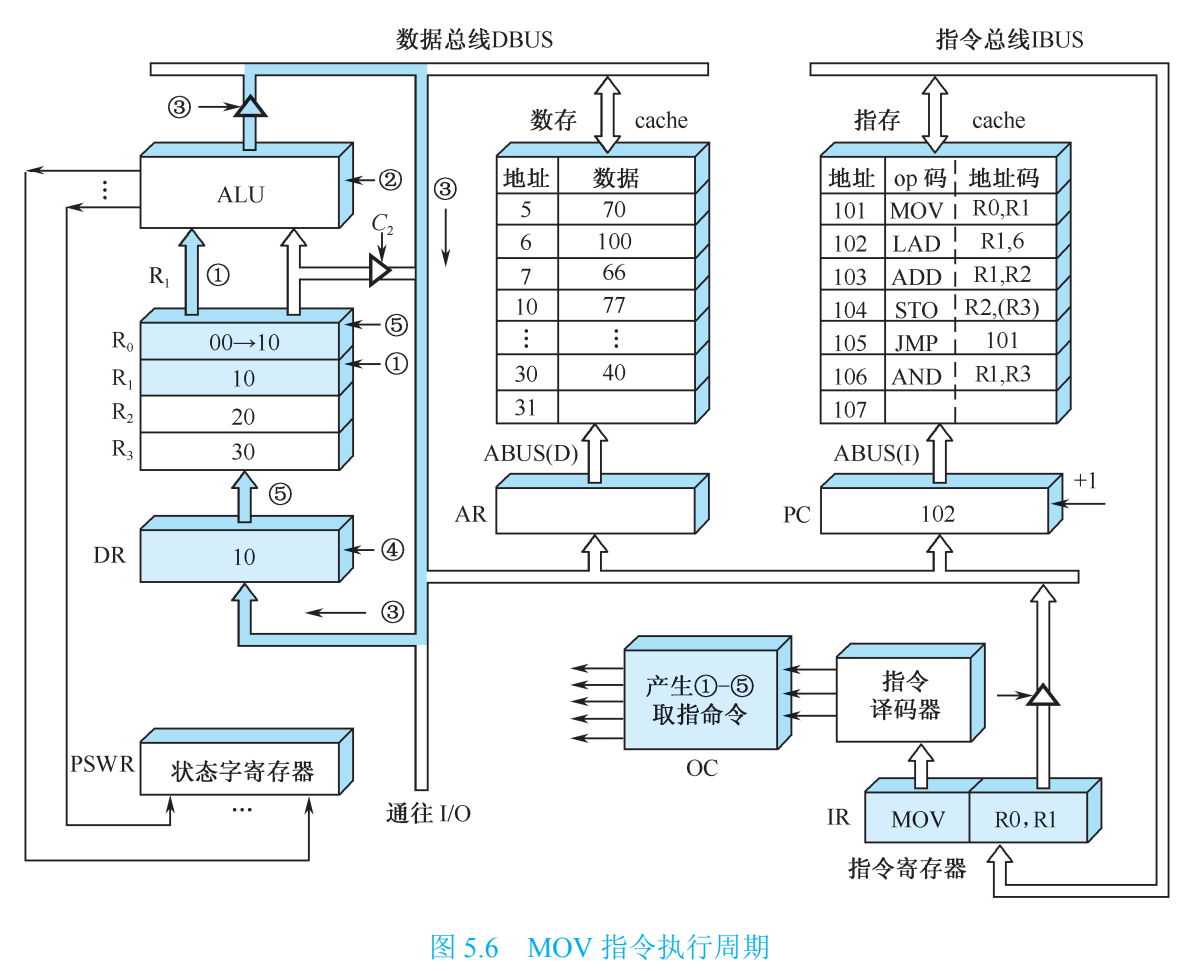 数据总线DBUS
指令总线IBUS
③
数存 cache
指存 cache
ALU
②
③
C₂
R₁ ①
地址 数据
5 70
6 100
7 66
10 77
⋮ ⋮
30 40
31
地址 op 码 地址码
101 MOV R0,R1
102 LAD R1,6
103 ADD R1,R2
104 STO R2,(R3)
105 JMP 101
106 AND R1,R3
107
⑤
R₀ 00→10
①
R₁ 10
R₂ 20
R₃ 30
ABUS(D)
ABUS(I)
⑤
AR
PC 102 +1
DR 10 ④
③
产生①-⑤
取指命令
OC
指令
译码器
PSWR 状态字寄存器
...
通往 I/O
IR MOV R0，R1
指令寄存器
图 5.6 MOV 指令执行周期